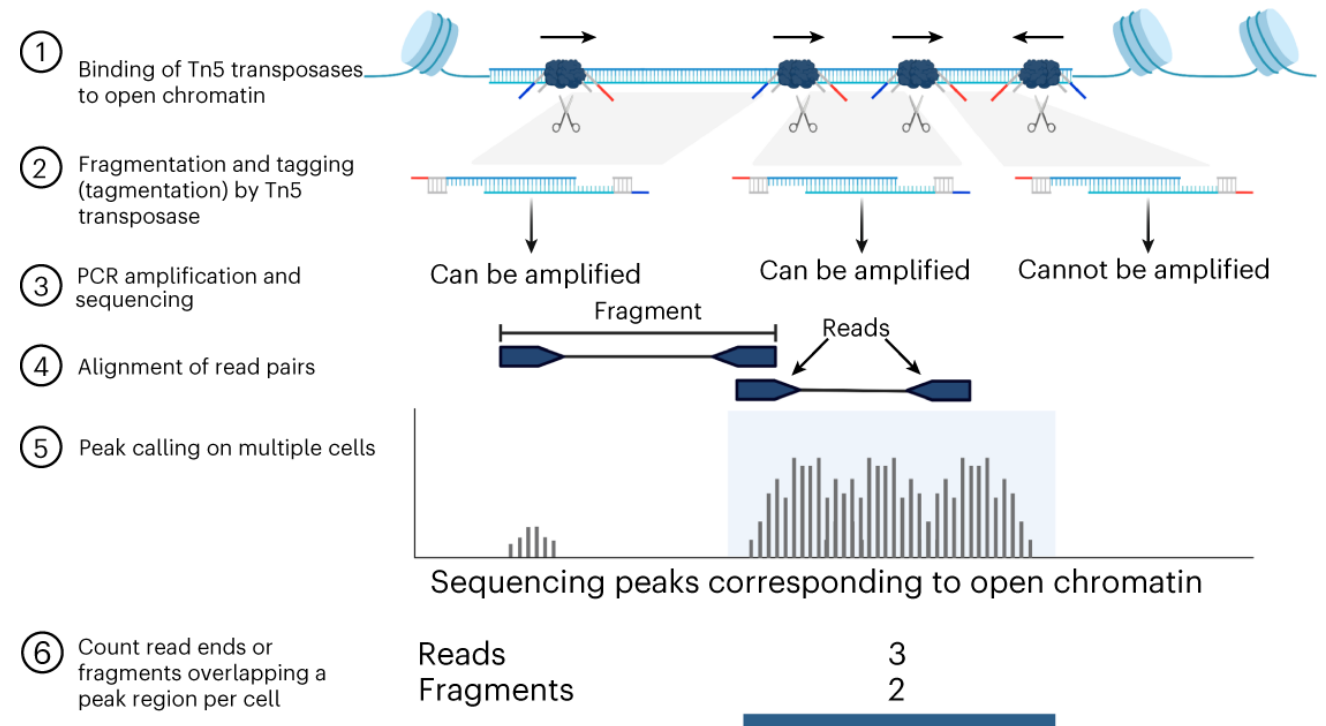 1
Binding of Tn5 transposases
to open chromatin
2
Fragmentation and tagging
(tagmentation) by Tn5
transposase
Can be amplified
Can be amplified
Cannot be amplified
3
PCR amplification and
sequencing
Fragment
Reads
4
Alignment of read pairs
5
Peak calling on multiple cells
Sequencing peaks corresponding to open chromatin
6
Count read ends or
fragments overlapping a
peak region per cell
Reads 3
Fragments 2